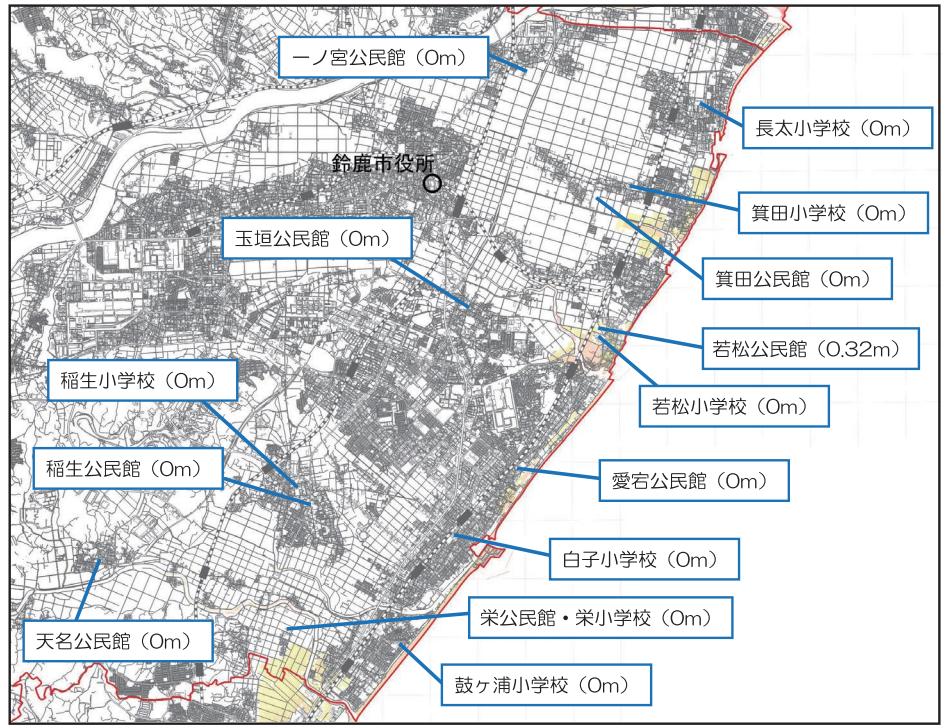 一ノ宮公民館（0m）
長太小学校（0m）
鈴鹿市役所
箕田小学校（0m）
玉垣公民館（0m）
箕田公民館（0m）
若松公民館（0.32m）
稲生小学校（0m）
若松小学校（0m）
稲生公民館（0m）
愛宕公民館（0m）
白子小学校（0m）
栄公民館・栄小学校（0m）
天名公民館（0m）
鼓ヶ浦小学校（0m）